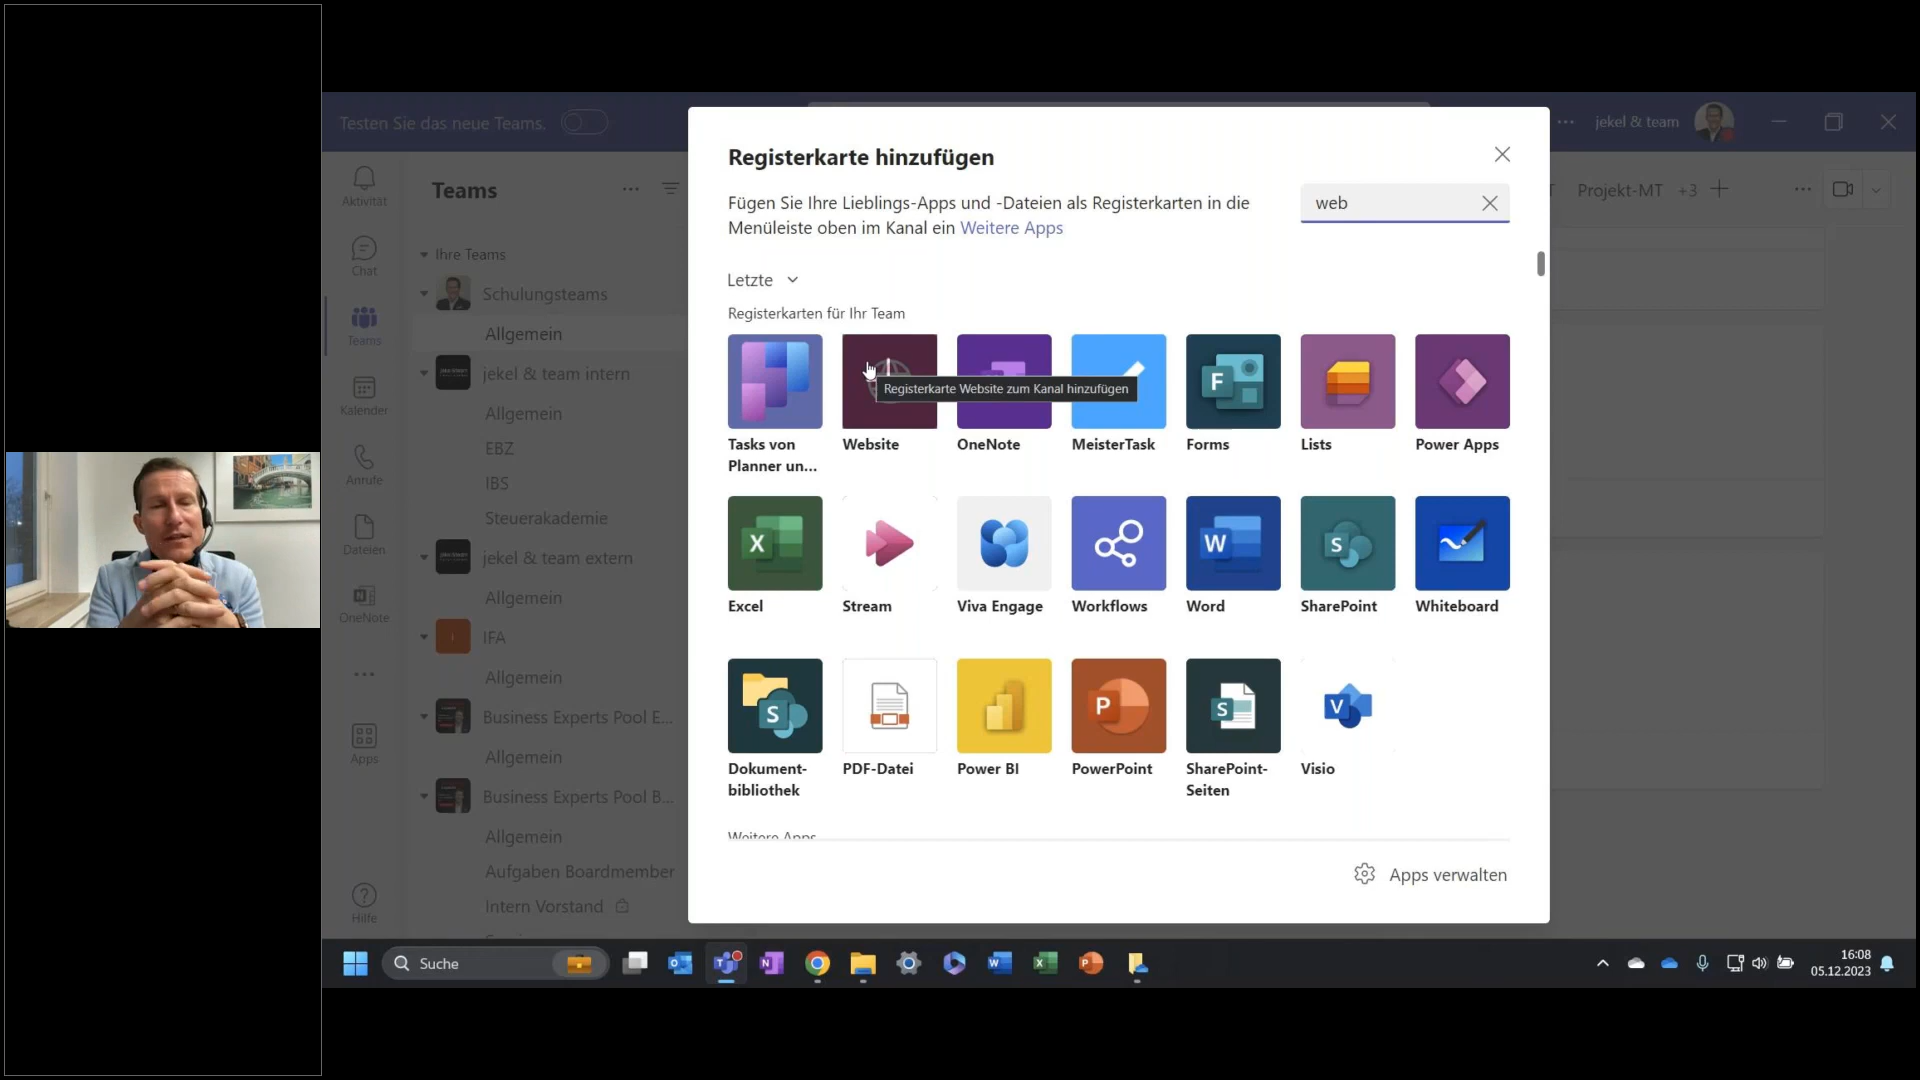 Testen Sie das neue Teams.
jekel & team
Aktivität
Chat
Teams
Kalender
Anrufe
Dateien
OneNote
Apps
Hilfe
Teams
Ihre Teams
Schulungsteams
Allgemein
jekel & team intern
Allgemein
EBZ
IBS
Steuerakademie
jekel & team extern
Allgemein
IFA
Allgemein
Business Experts Pool E...
Allgemein
Business Experts Pool B...
Allgemein
Aufgaben Boardmember
Intern Vorstand
Projekt-MT +3
Registerkarte hinzufügen
Fügen Sie Ihre Lieblings-Apps und -Dateien als Registerkarten in die
Menüleiste oben im Kanal ein Weitere Apps
web
Letzte
Registerkarten für Ihr Team
Registerkarte Website zum Kanal hinzufügen
Tasks von
Planner un...
Website
OneNote
MeisterTask
Forms
Lists
Power Apps
Excel
Stream
Viva Engage
Workflows
Word
SharePoint
Whiteboard
Dokument-
bibliothek
PDF-Datei
Power BI
PowerPoint
SharePoint-
Seiten
Visio
Weitere Apps
Apps verwalten
Suche
16:08
05.12.2023